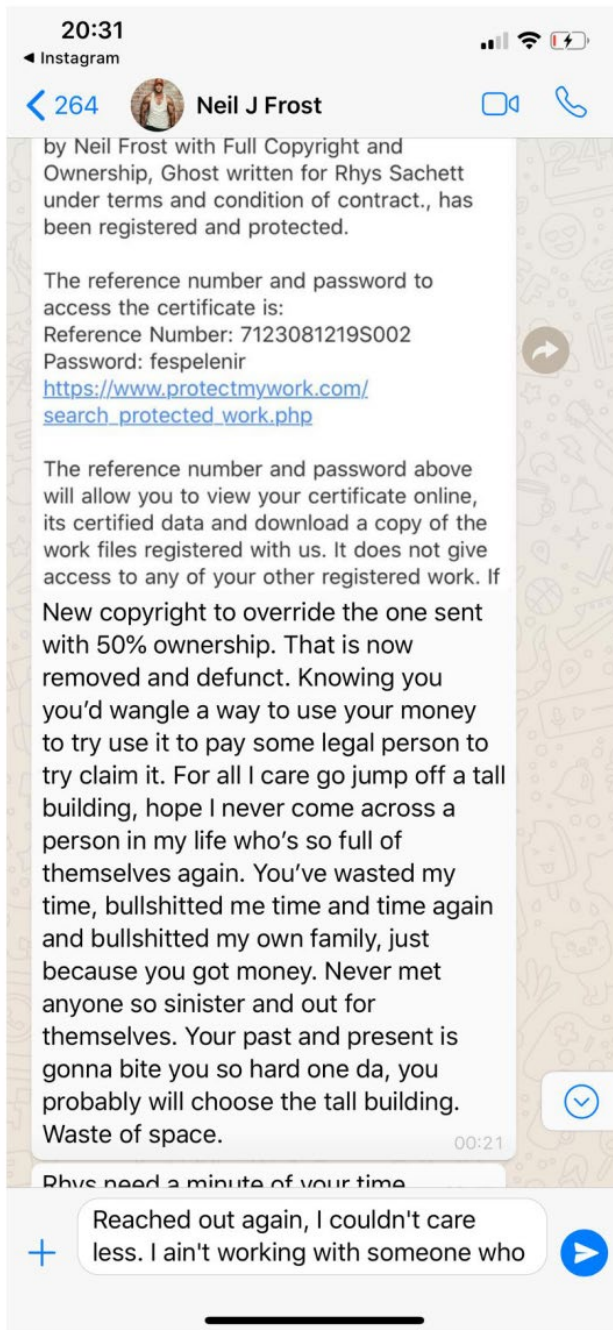 20:31
Instagram
264
Neil J Frost
by Neil Frost with Full Copyright and
Ownership, Ghost written for Rhys Sachett
under terms and condition of contract., has
been registered and protected.
The reference number and password to
access the certificate is:
Reference Number: 7123081219S002
Password: fespelenir
https://www.protectmywork.com/
search_protected_work.php
The reference number and password above
will allow you to view your certificate online,
its certified data and download a copy of the
work files registered with us. It does not give
access to any of your other registered work. If
New copyright to override the one sent
with 50% ownership. That is now
removed and defunct. Knowing you
you’d wangle a way to use your money
to try use it to pay some legal person to
try claim it. For all I care go jump off a tall
building, hope I never come across a
person in my life who’s so full of
themselves again. You’ve wasted my
time, bullshitted me time and time again
and bullshitted my own family, just
because you got money. Never met
anyone so sinister and out for
themselves. Your past and present is
gonna bite you so hard one da, you
probably will choose the tall building.
Waste of space.
00:21
Rhys need a minute of your time
Reached out again, I couldn't care
less. I ain't working with someone who